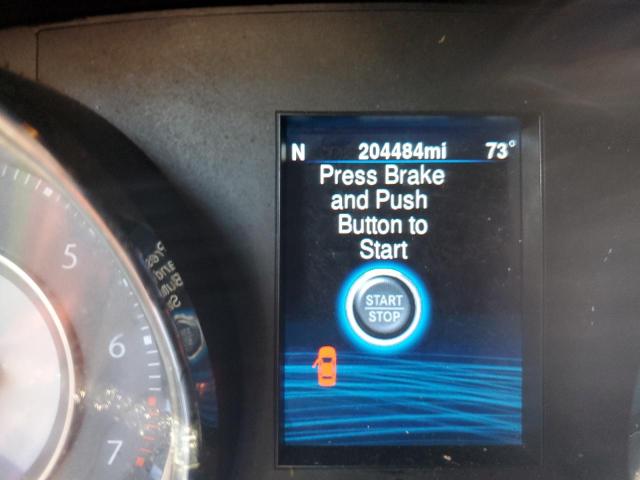 N 204484mi 73°
Press Brake
and Push
Button to
Start
START
STOP
5
6
7